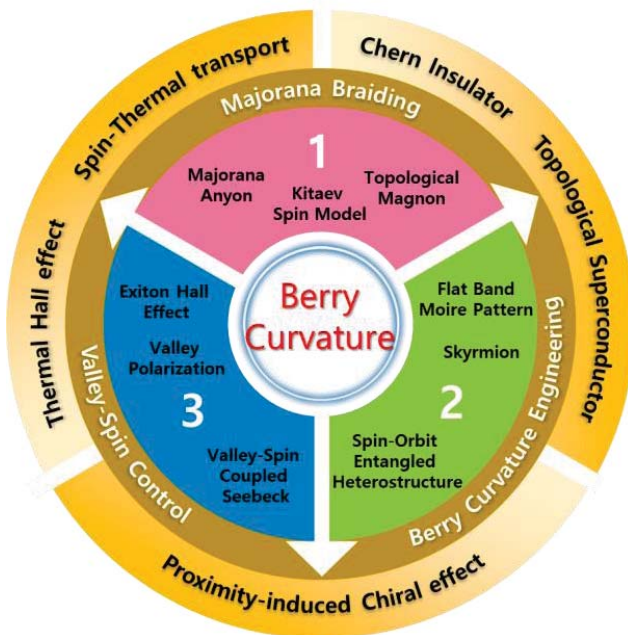 Spin-Thermal transport
Chern Insulator
Majorana Braiding
1
Majorana
Anyon
Kitaev
Spin Model
Topological
Magnon
Thermal Hall effect
Topological Superconductor
Exiton Hall
Effect
Berry
Curvature
Flat Band
Moire Pattern
Valley
Polarization
Skyrmion
3
2
Valley-Spin
Coupled
Seebeck
Spin-Orbit
Entangled
Heterostructure
Valley-Spin Control
Berry Curvature Engineering
Proximity-induced Chiral effect